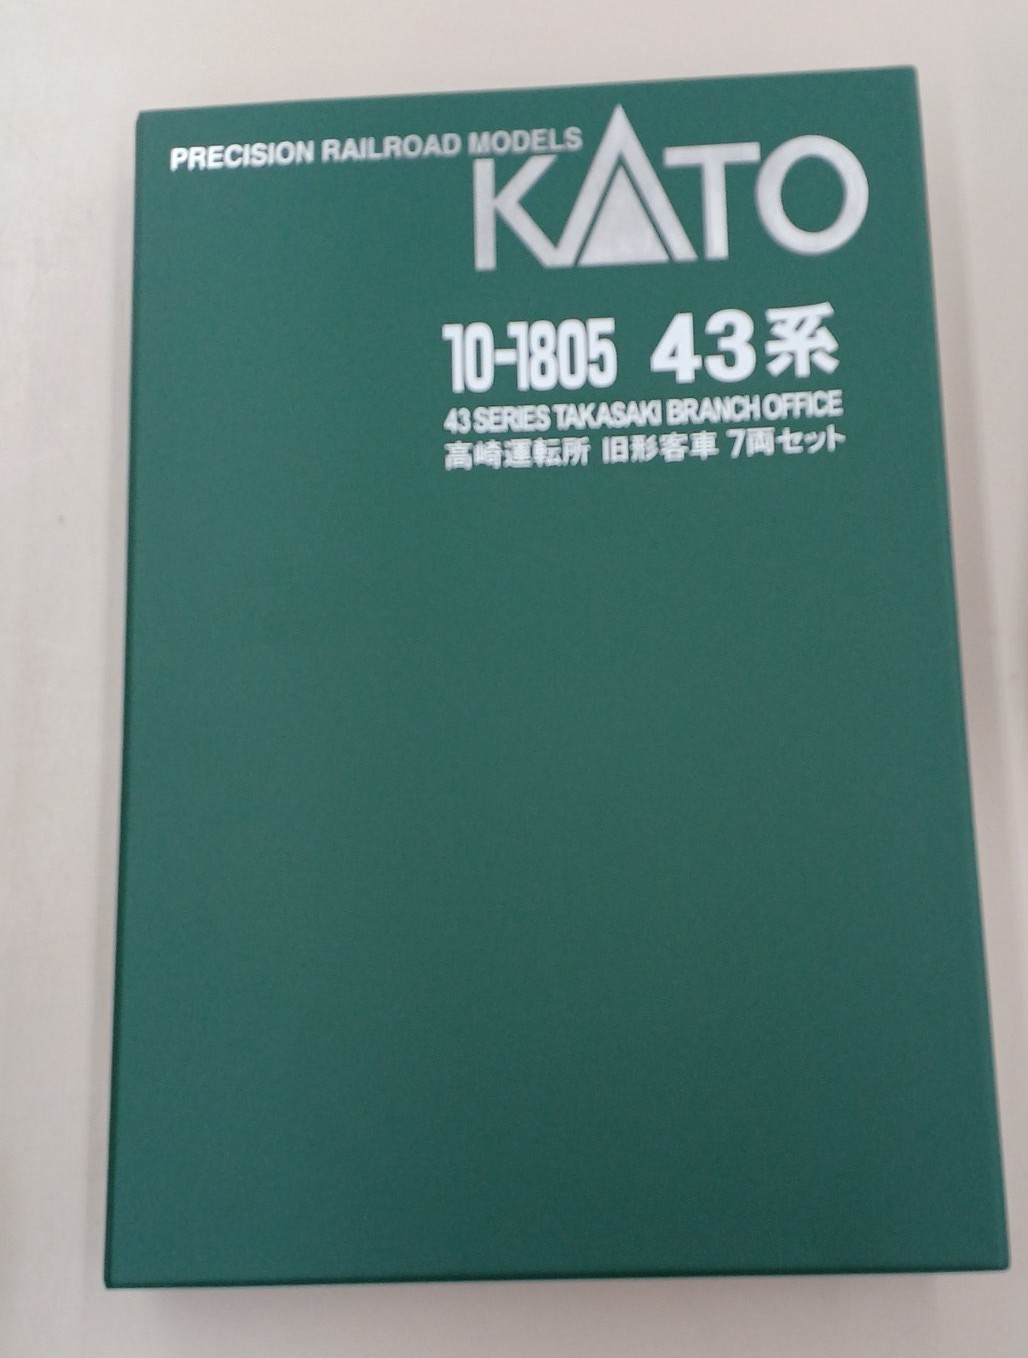 PRECISION RAILROAD MODELS
KATO
10-1805 43系
43 SERIES TAKASAKI BRANCH OFFICE
高崎運転所 旧形客車 7両セット